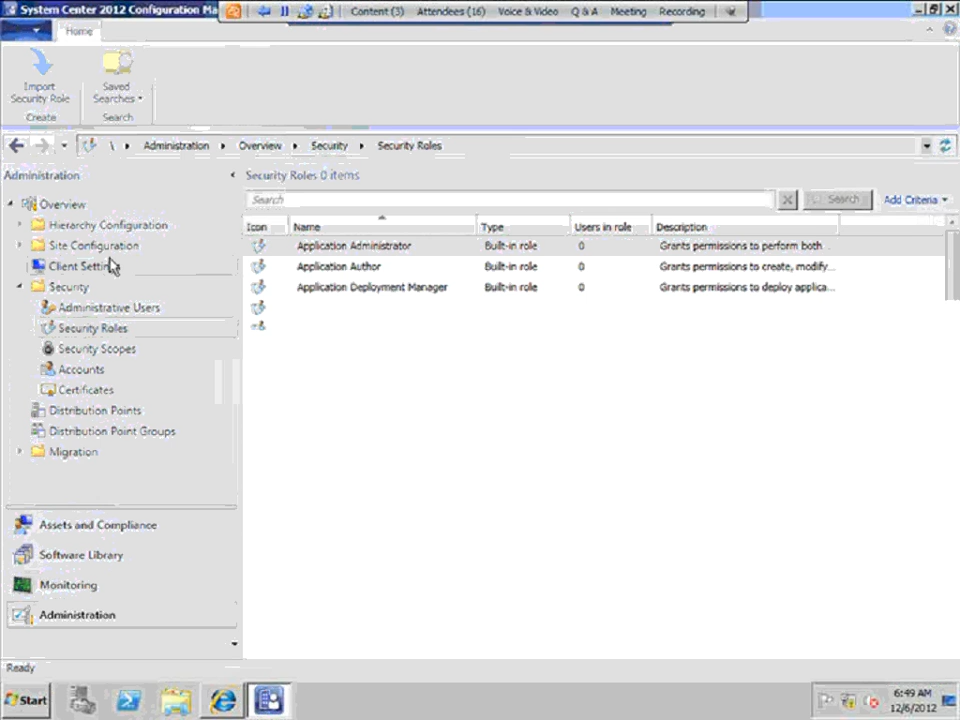 System Center 2012 Configuration Ma
Content (3) Attendees (16) Voice & Video Q & A Meeting Recording
Home
Import Security Role
Saved Searches
Create
Search
\ Administration Overview Security Security Roles
Administration
Security Roles 0 items
Search
Search
Add Criteria
Icon Name Type Users in role Description
Application Administrator Built-in role 0 Grants permissions to perform both ...
Application Author Built-in role 0 Grants permissions to create, modify...
Application Deployment Manager Built-in role 0 Grants permissions to deploy applica...
Overview
Hierarchy Configuration
Site Configuration
Client Settings
Security
Administrative Users
Security Roles
Security Scopes
Accounts
Certificates
Distribution Points
Distribution Point Groups
Migration
Assets and Compliance
Software Library
Monitoring
Administration
Ready
Start
6:49 AM
12/6/2012